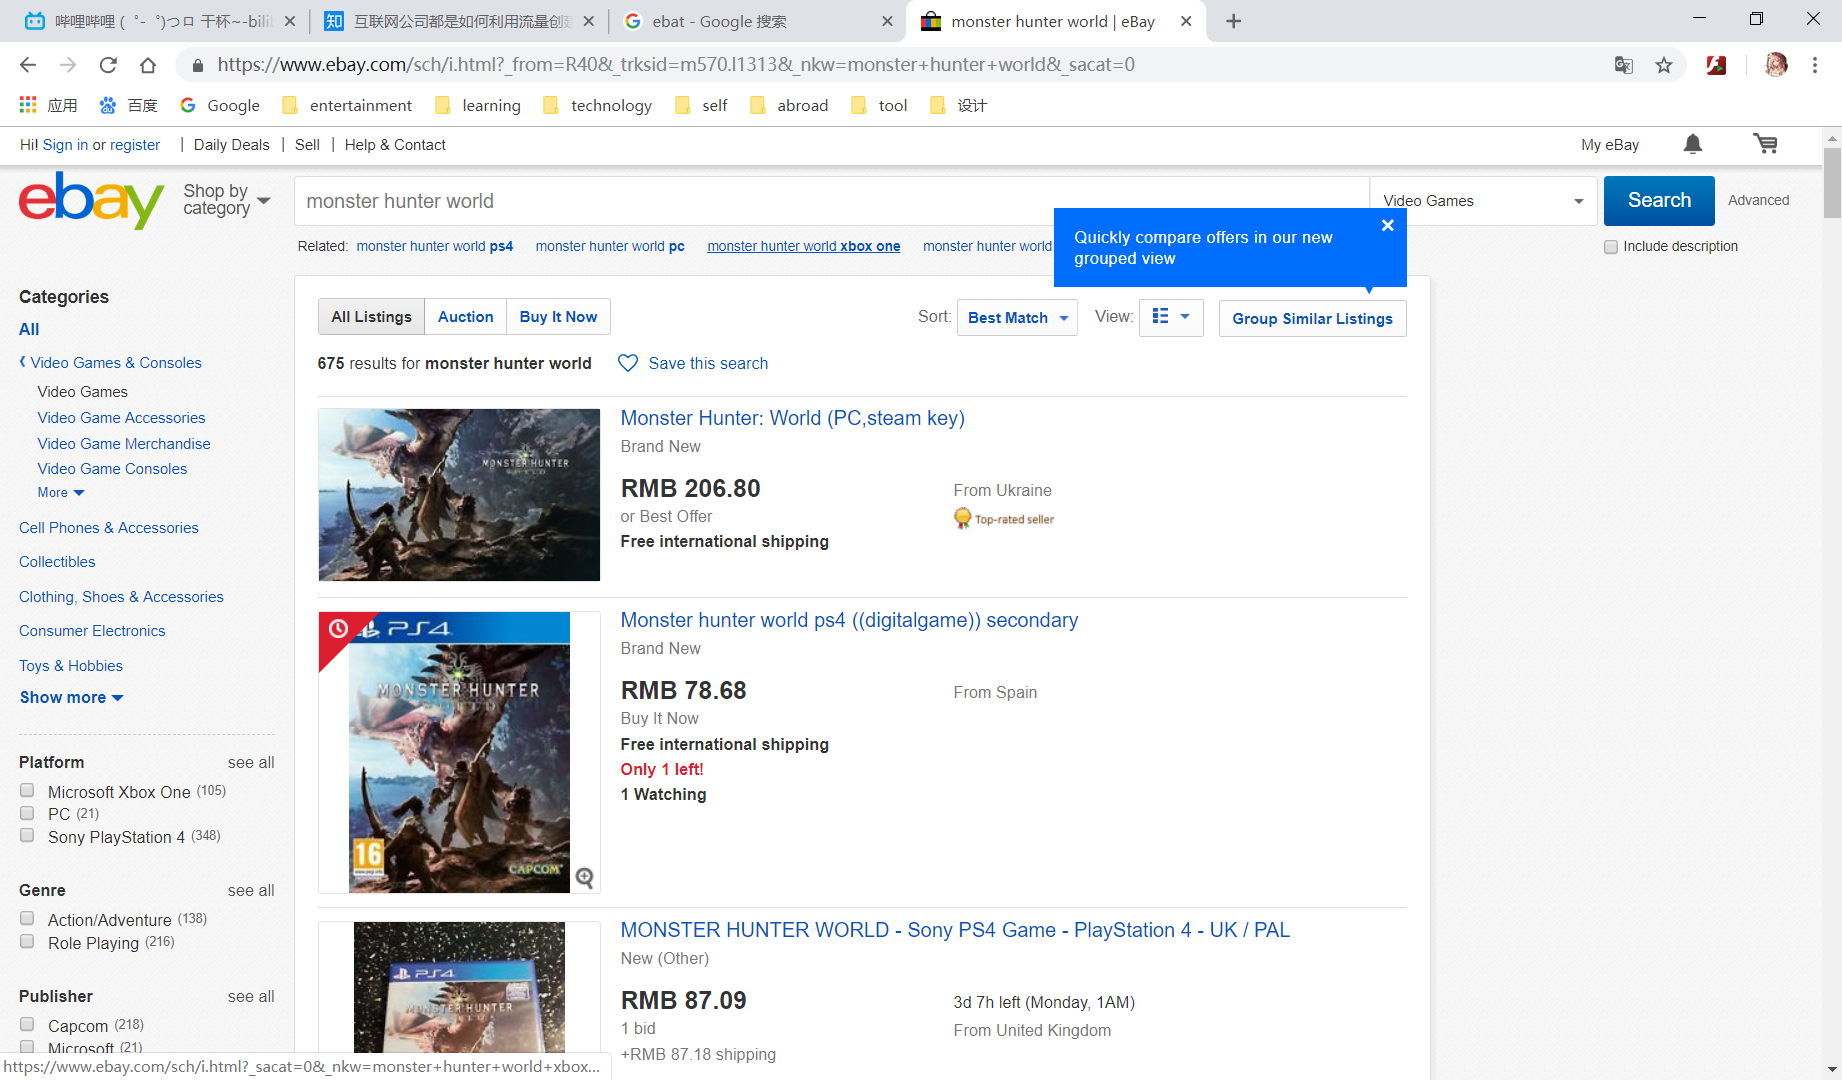 哔哩哔哩 ( ゜- ゜)つロ 干杯~-bili
互联网公司都是如何利用流量创
ebat - Google 搜索
monster hunter world | eBay
https://www.ebay.com/sch/i.html?_from=R40&_trksid=m570.l1313&_nkw=monster+hunter+world&_sacat=0
应用 百度 Google entertainment learning technology self abroad tool 设计
Hi! Sign in or register | Daily Deals | Sell | Help & Contact My eBay
ebay
Shop by
category
monster hunter world
Video Games
Search
Advanced
Related: monster hunter world ps4 monster hunter world pc monster hunter world xbox one monster hunter world
Include description
Quickly compare offers in our new
grouped view
Categories
All
Video Games & Consoles
Video Games
Video Game Accessories
Video Game Merchandise
Video Game Consoles
More
Cell Phones & Accessories
Collectibles
Clothing, Shoes & Accessories
Consumer Electronics
Toys & Hobbies
Show more
Platform see all
Microsoft Xbox One (105)
PC (21)
Sony PlayStation 4 (348)
Genre see all
Action/Adventure (138)
Role Playing (216)
Publisher see all
Capcom (218)
Microsoft (21)
All Listings Auction Buy It Now
Sort: Best Match View: Group Similar Listings
675 results for monster hunter world Save this search
MONSTER HUNTER
WORLD
Monster Hunter: World (PC,steam key)
Brand New
RMB 206.80
From Ukraine
or Best Offer
Top-rated seller
Free international shipping
PS4
MONSTER HUNTER
WORLD
16
CAPCOM
Monster hunter world ps4 ((digitalgame)) secondary
Brand New
RMB 78.68
From Spain
Buy It Now
Free international shipping
Only 1 left!
1 Watching
PS4
MONSTER HUNTER
MONSTER HUNTER WORLD - Sony PS4 Game - PlayStation 4 - UK / PAL
New (Other)
RMB 87.09
3d 7h left (Monday, 1AM)
1 bid
From United Kingdom
+RMB 87.18 shipping
https://www.ebay.com/sch/i.html?_sacat=0&_nkw=monster+hunter+world+xbox...